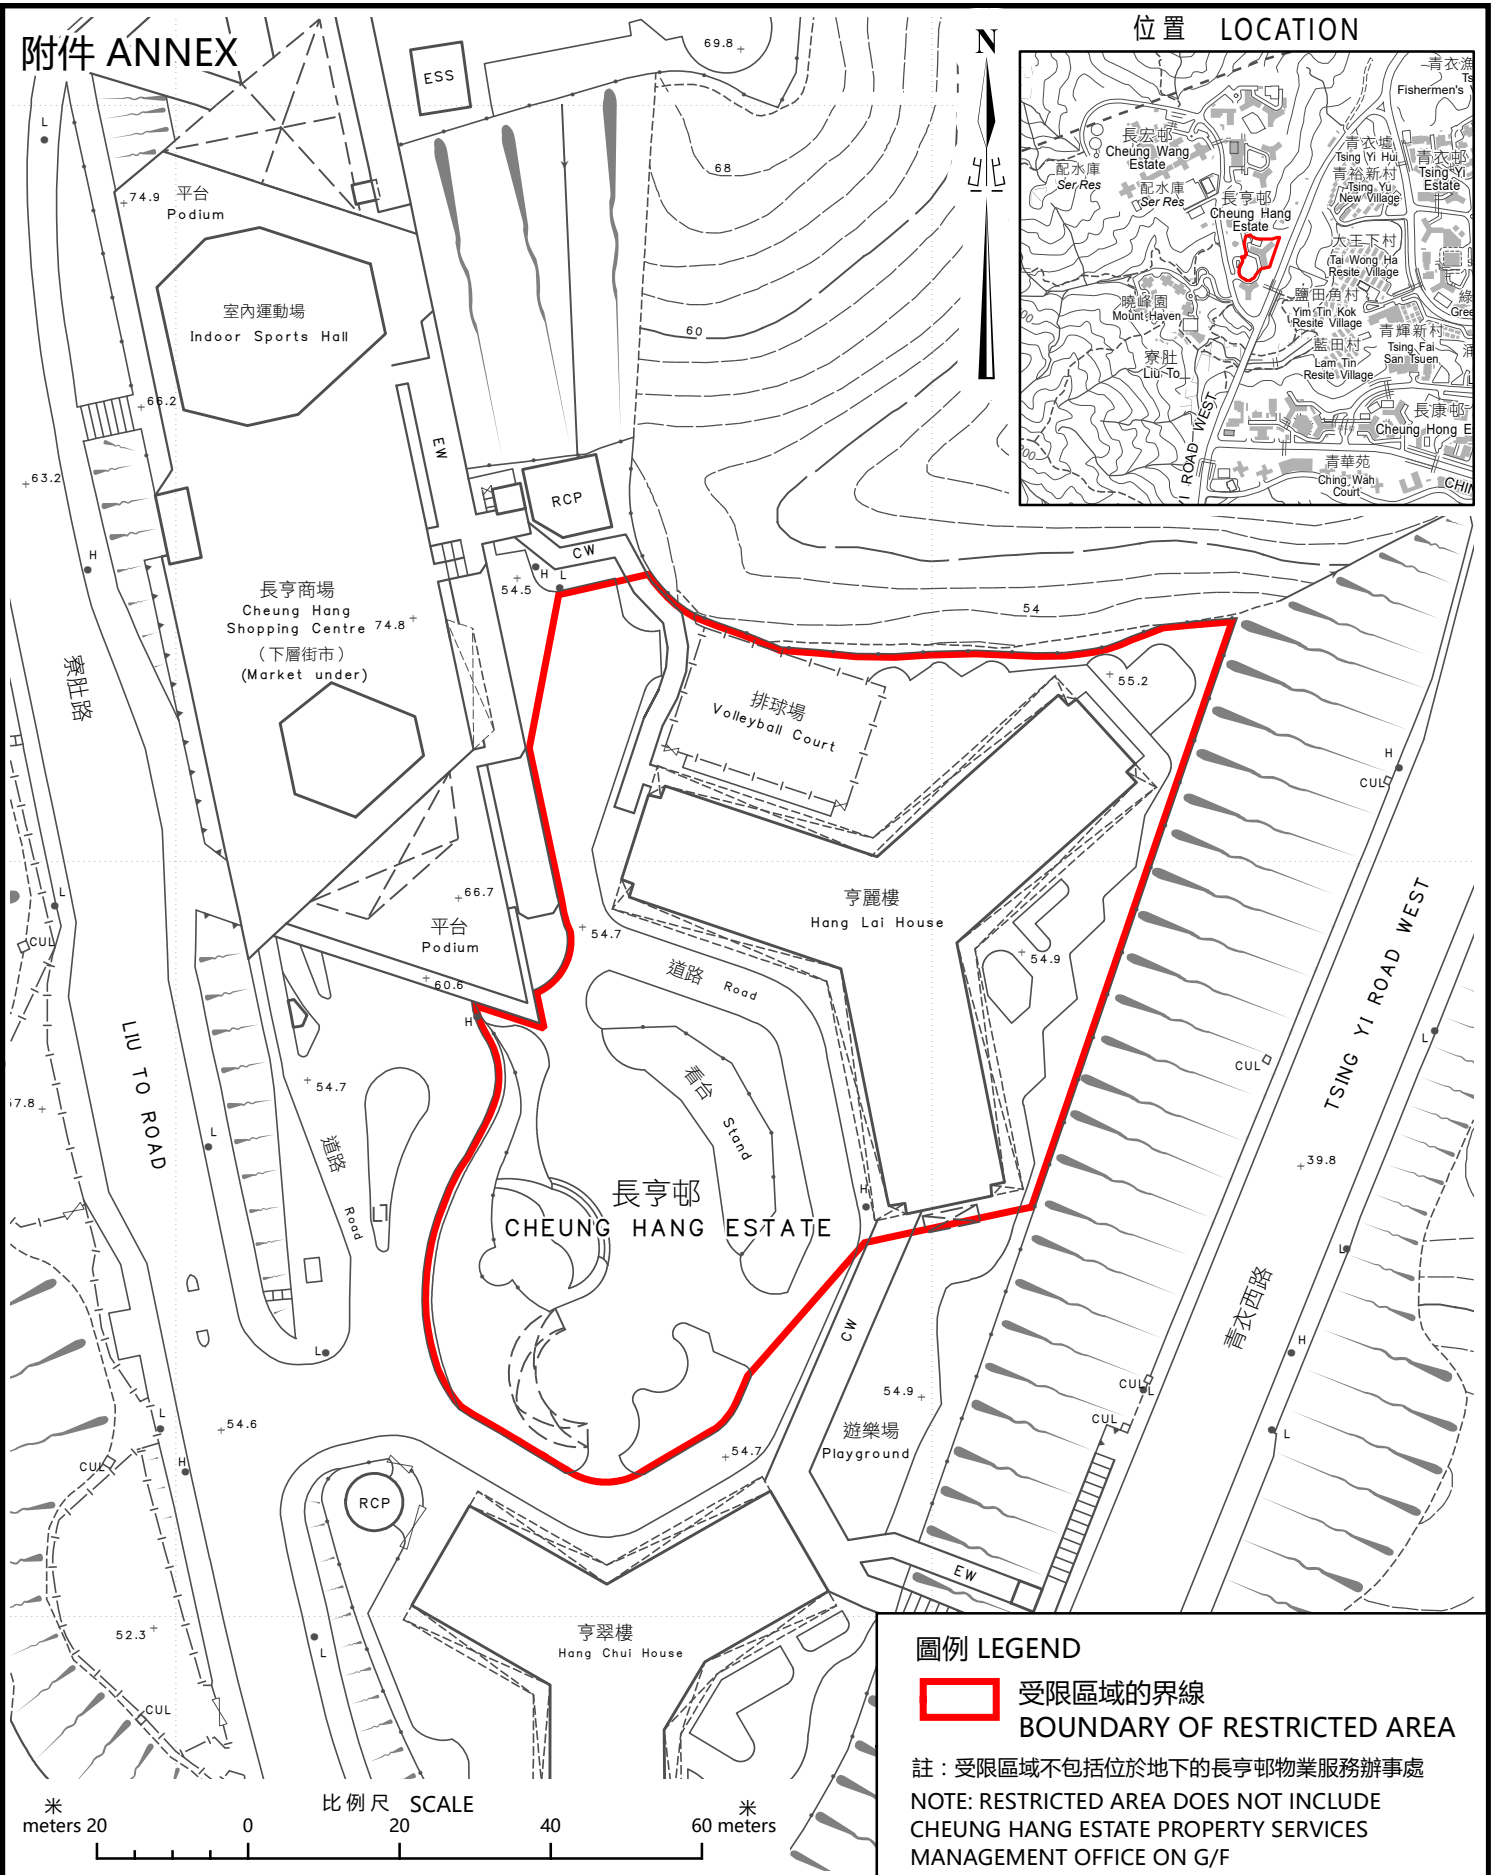 附件 ANNEX
ESS
69.8
N
位置 LOCATION
長宏邨
Cheung Wang
Estate
配水庫
Ser Res
配水庫
Ser Res
長亨邨
Cheung Hang
Estate
青衣墟
Tsing Yi Hui
青裕新村
Tsing Yu
New Village
青衣邨
Tsing Yi
Estate
Fishermen's
大王下村
Tai Wong Ha
Resite Village
曉峰園
Mount Haven
鹽田角村
Yim Tin Kok
Resite Village
青輝新村
Tsing Fai
San Tsuen
藍田村
Lam Tin
Resite Village
寮肚
Liu To
長康邨
Cheung Hong E
青華苑
Ching Wah
Court
YI ROAD WEST
CHIN
L
74.9
平台
Podium
68
室內運動場
Indoor Sports Hall
60
66.2
EW
63.2
RCP
CW
H
H
L
54.5
54
長亨商場
Cheung Hang
Shopping Centre
74.8
（下層街市）
(Market under)
寮肚路
排球場
Volleyball Court
55.2
H
CUL
L
CUL
66.7
平台
Podium
60.6
H
54.7
亨麗樓
Hang Lai House
54.9
道路 Road
LIU TO ROAD
54.7
道路
Road
看台
Stand
TSING YI ROAD WEST
L
CUL
57.8
L
39.8
H
長亨邨
CHEUNG HANG ESTATE
L
青衣西路
H
CW
L
54.9
CUL
L
CUL
L
遊樂場
Playground
54.7
L
54.6
CUL
H
RCP
EW
52.3
L
亨翠樓
Hang Chui House
CUL
圖例 LEGEND
受限區域的界線
BOUNDARY OF RESTRICTED AREA
註：受限區域不包括位於地下的長亨邨物業服務辦事處
NOTE: RESTRICTED AREA DOES NOT INCLUDE
CHEUNG HANG ESTATE PROPERTY SERVICES
MANAGEMENT OFFICE ON G/F
比例尺 SCALE
米
meters 20 0 20 40 60 meters
米